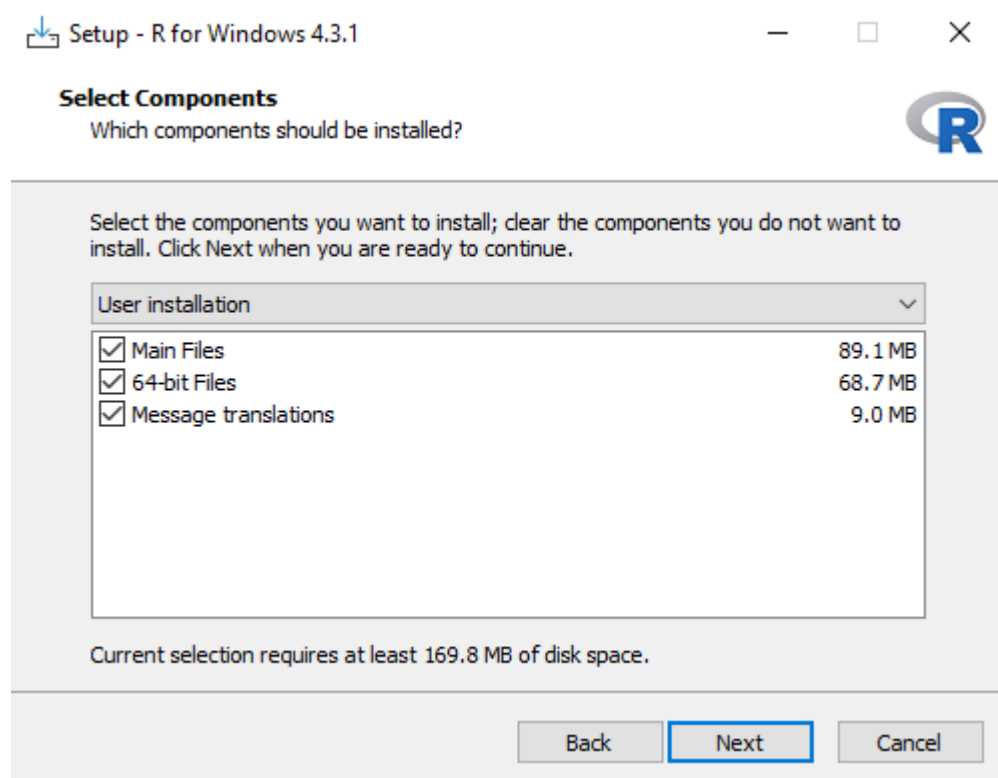 Setup - R for Windows 4.3.1
Select Components
Which components should be installed?
R
Select the components you want to install; clear the components you do not want to
install. Click Next when you are ready to continue.
User installation
Main Files 89.1 MB
64-bit Files 68.7 MB
Message translations 9.0 MB
Current selection requires at least 169.8 MB of disk space.
Back Next Cancel